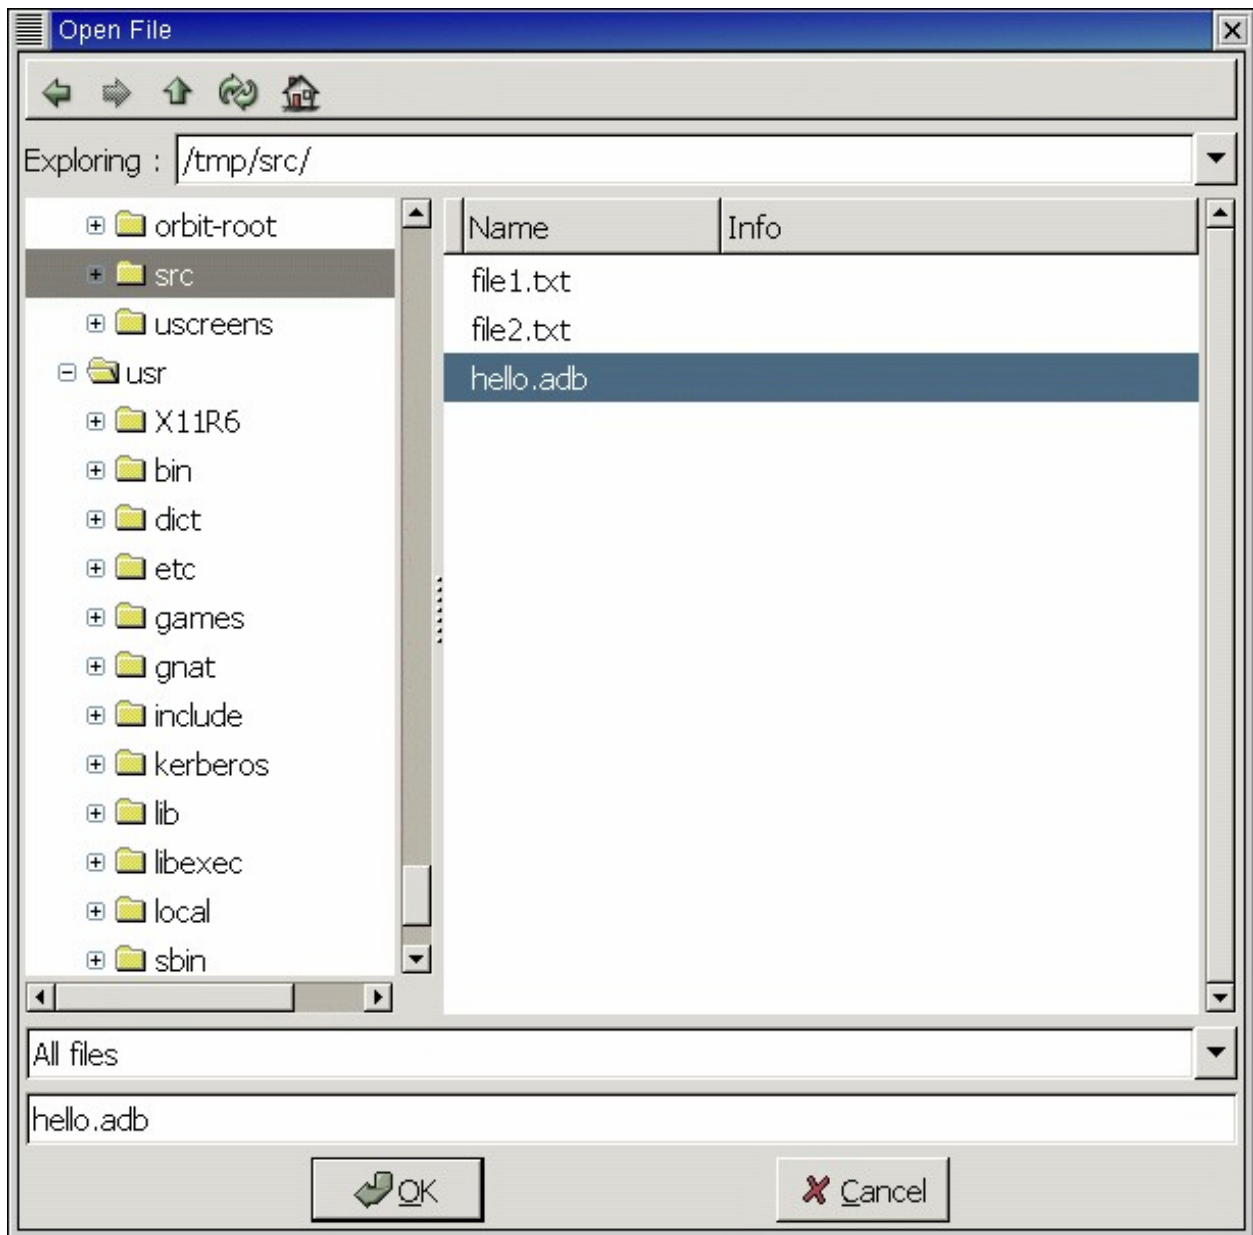 Open File
Exploring : /tmp/src/
orbit-root
src
uscreens
usr
X11R6
bin
dict
etc
games
gnat
include
kerberos
lib
libexec
local
sbin
Name Info
file1.txt
file2.txt
hello.adb
All files
hello.adb
OK Cancel